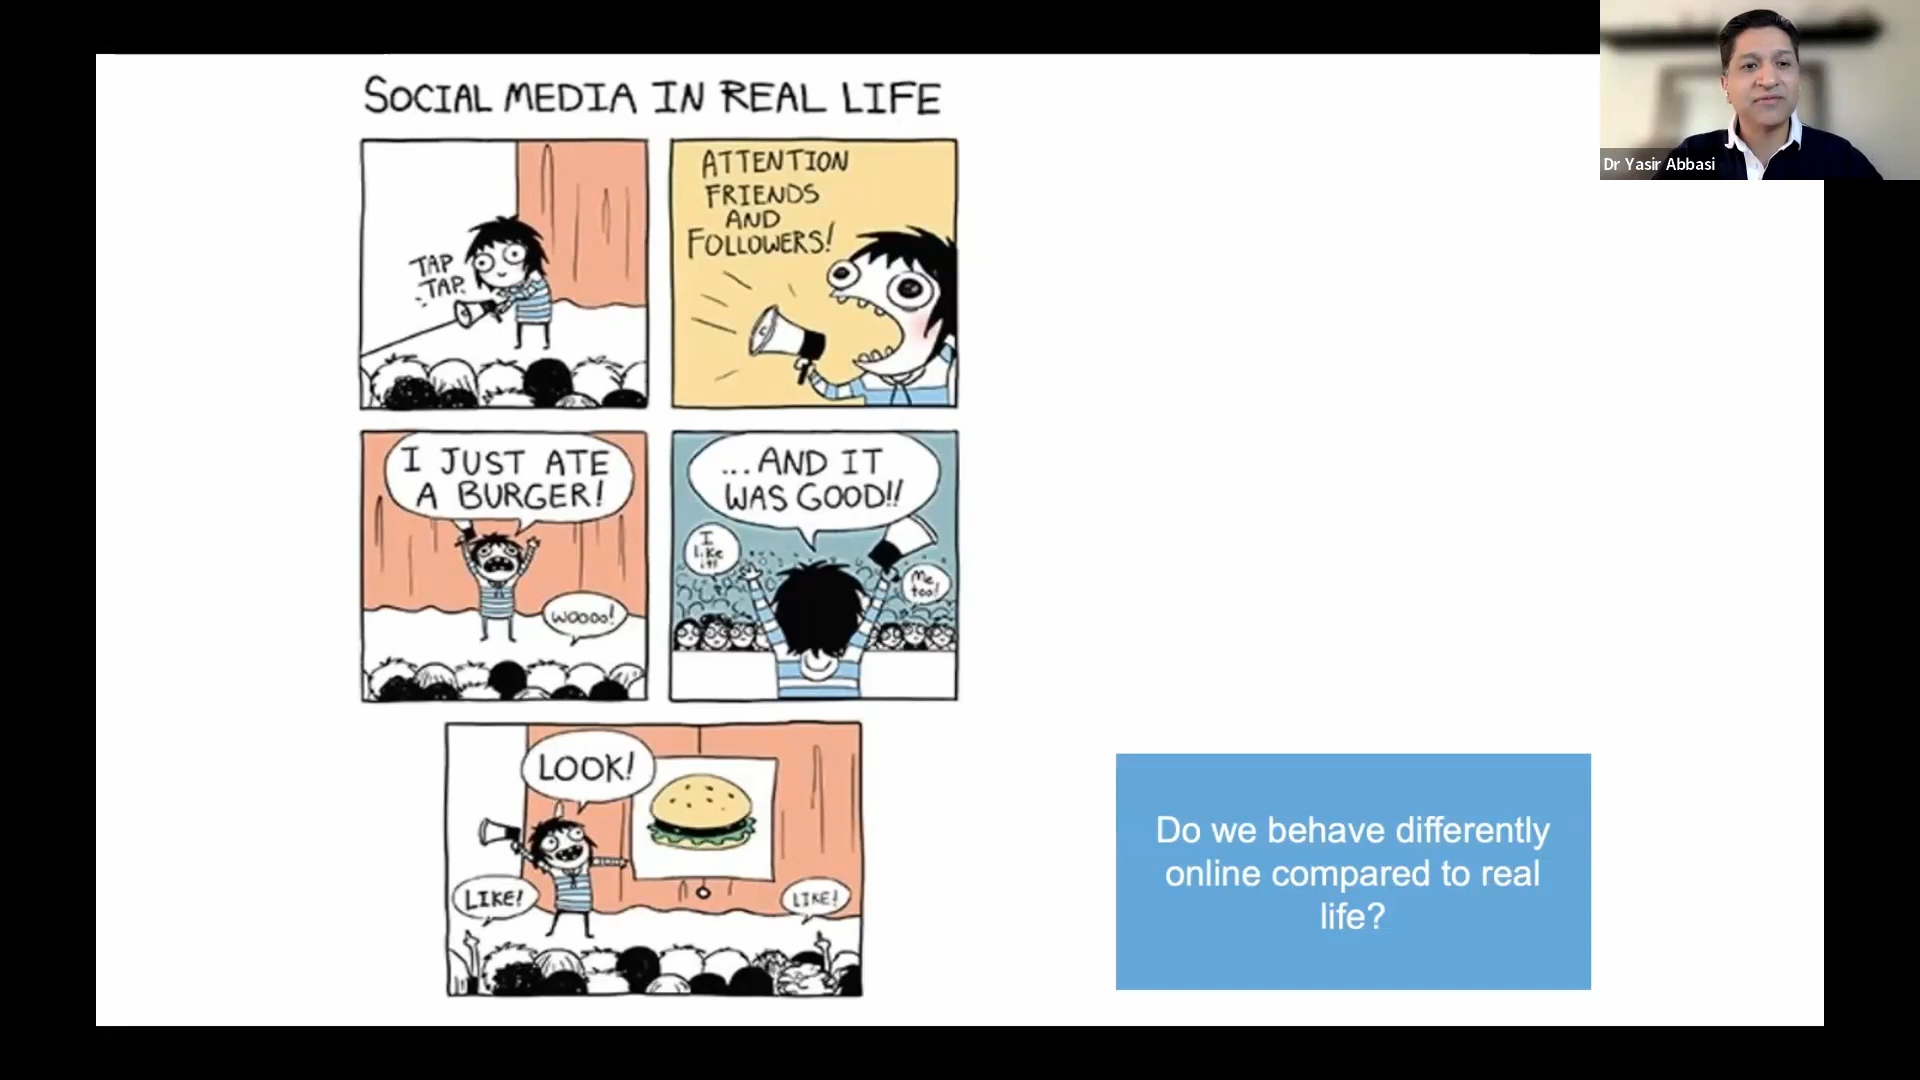 SOCIAL MEDIA IN REAL LIFE
TAP
TAP
ATTENTION
FRIENDS
AND
FOLLOWERS!
I JUST ATE
A BURGER!
WOOOO!
...AND IT
WAS GOOD!!
I
like
it!!
Me
too!
LOOK!
LIKE!
LIKE!
Do we behave differently
online compared to real
life?
Dr Yasir Abbasi